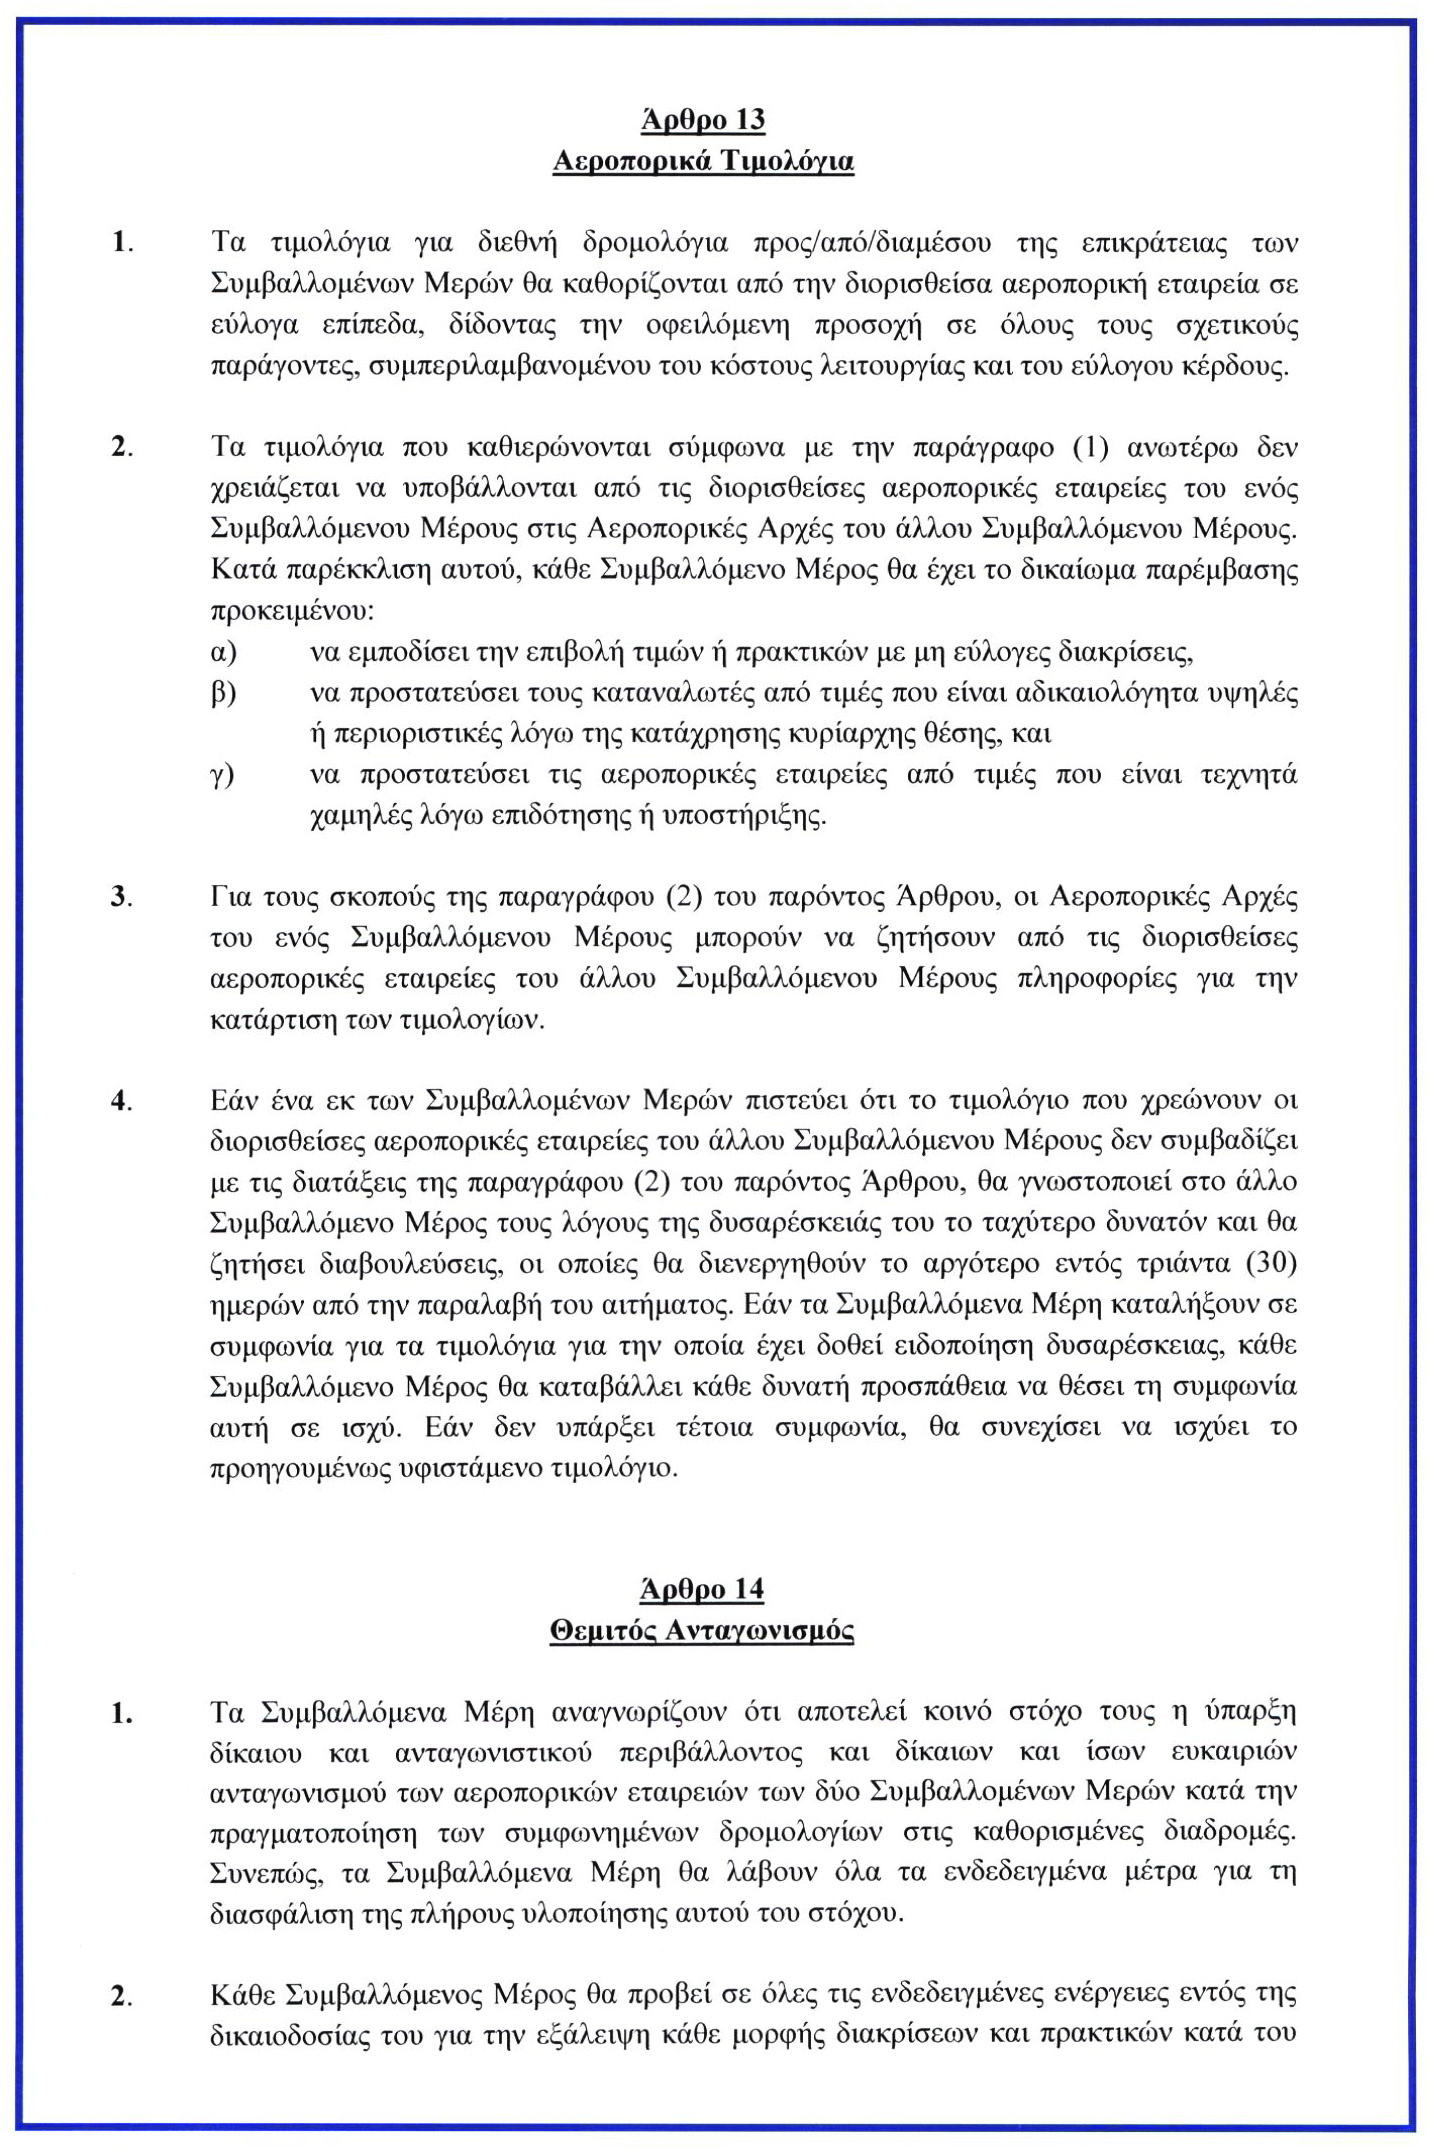 Άρθρο 13
Αεροπορικά Τιμολόγια
1. Τα τιμολόγια για διεθνή δρομολόγια προς/από/διαμέσου της επικράτειας των
Συμβαλλομένων Μερών θα καθορίζονται από την διορισθείσα αεροπορική εταιρεία σε
εύλογα επίπεδα, δίδοντας την οφειλόμενη προσοχή σε όλους τους σχετικούς
παράγοντες, συμπεριλαμβανομένου του κόστους λειτουργίας και του εύλογου κέρδους.
2. Τα τιμολόγια που καθιερώνονται σύμφωνα με την παράγραφο (1) ανωτέρω δεν
χρειάζεται να υποβάλλονται από τις διορισθείσες αεροπορικές εταιρείες του ενός
Συμβαλλόμενου Μέρους στις Αεροπορικές Αρχές του άλλου Συμβαλλόμενου Μέρους.
Κατά παρέκκλιση αυτού, κάθε Συμβαλλόμενο Μέρος θα έχει το δικαίωμα παρέμβασης
προκειμένου:
α) να εμποδίσει την επιβολή τιμών ή πρακτικών με μη εύλογες διακρίσεις,
β) να προστατεύσει τους καταναλωτές από τιμές που είναι αδικαιολόγητα υψηλές
ή περιοριστικές λόγω της κατάχρησης κυρίαρχης θέσης, και
γ) να προστατεύσει τις αεροπορικές εταιρείες από τιμές που είναι τεχνητά
χαμηλές λόγω επιδότησης ή υποστήριξης.
3. Για τους σκοπούς της παραγράφου (2) του παρόντος Άρθρου, οι Αεροπορικές Αρχές
του ενός Συμβαλλόμενου Μέρους μπορούν να ζητήσουν από τις διορισθείσες
αεροπορικές εταιρείες του άλλου Συμβαλλόμενου Μέρους πληροφορίες για την
κατάρτιση των τιμολογίων.
4. Εάν ένα εκ των Συμβαλλομένων Μερών πιστεύει ότι το τιμολόγιο που χρεώνουν οι
διορισθείσες αεροπορικές εταιρείες του άλλου Συμβαλλόμενου Μέρους δεν συμβαδίζει
με τις διατάξεις της παραγράφου (2) του παρόντος Άρθρου, θα γνωστοποιεί στο άλλο
Συμβαλλόμενο Μέρος τους λόγους της δυσαρέσκειάς του το ταχύτερο δυνατόν και θα
ζητήσει διαβουλεύσεις, οι οποίες θα διενεργηθούν το αργότερο εντός τριάντα (30)
ημερών από την παραλαβή του αιτήματος. Εάν τα Συμβαλλόμενα Μέρη καταλήξουν σε
συμφωνία για τα τιμολόγια για την οποία έχει δοθεί ειδοποίηση δυσαρέσκειας, κάθε
Συμβαλλόμενο Μέρος θα καταβάλλει κάθε δυνατή προσπάθεια να θέσει τη συμφωνία
αυτή σε ισχύ. Εάν δεν υπάρξει τέτοια συμφωνία, θα συνεχίσει να ισχύει το
προηγουμένως υφιστάμενο τιμολόγιο.
Άρθρο 14
Θεμιτός Ανταγωνισμός
1. Τα Συμβαλλόμενα Μέρη αναγνωρίζουν ότι αποτελεί κοινό στόχο τους η ύπαρξη
δίκαιου και ανταγωνιστικού περιβάλλοντος και δίκαιων και ίσων ευκαιριών
ανταγωνισμού των αεροπορικών εταιρειών των δύο Συμβαλλομένων Μερών κατά την
πραγματοποίηση των συμφωνημένων δρομολογίων στις καθορισμένες διαδρομές.
Συνεπώς, τα Συμβαλλόμενα Μέρη θα λάβουν όλα τα ενδεδειγμένα μέτρα για τη
διασφάλιση της πλήρους υλοποίησης αυτού του στόχου.
2. Κάθε Συμβαλλόμενος Μέρος θα προβεί σε όλες τις ενδεδειγμένες ενέργειες εντός της
δικαιοδοσίας του για την εξάλειψη κάθε μορφής διακρίσεων και πρακτικών κατά του